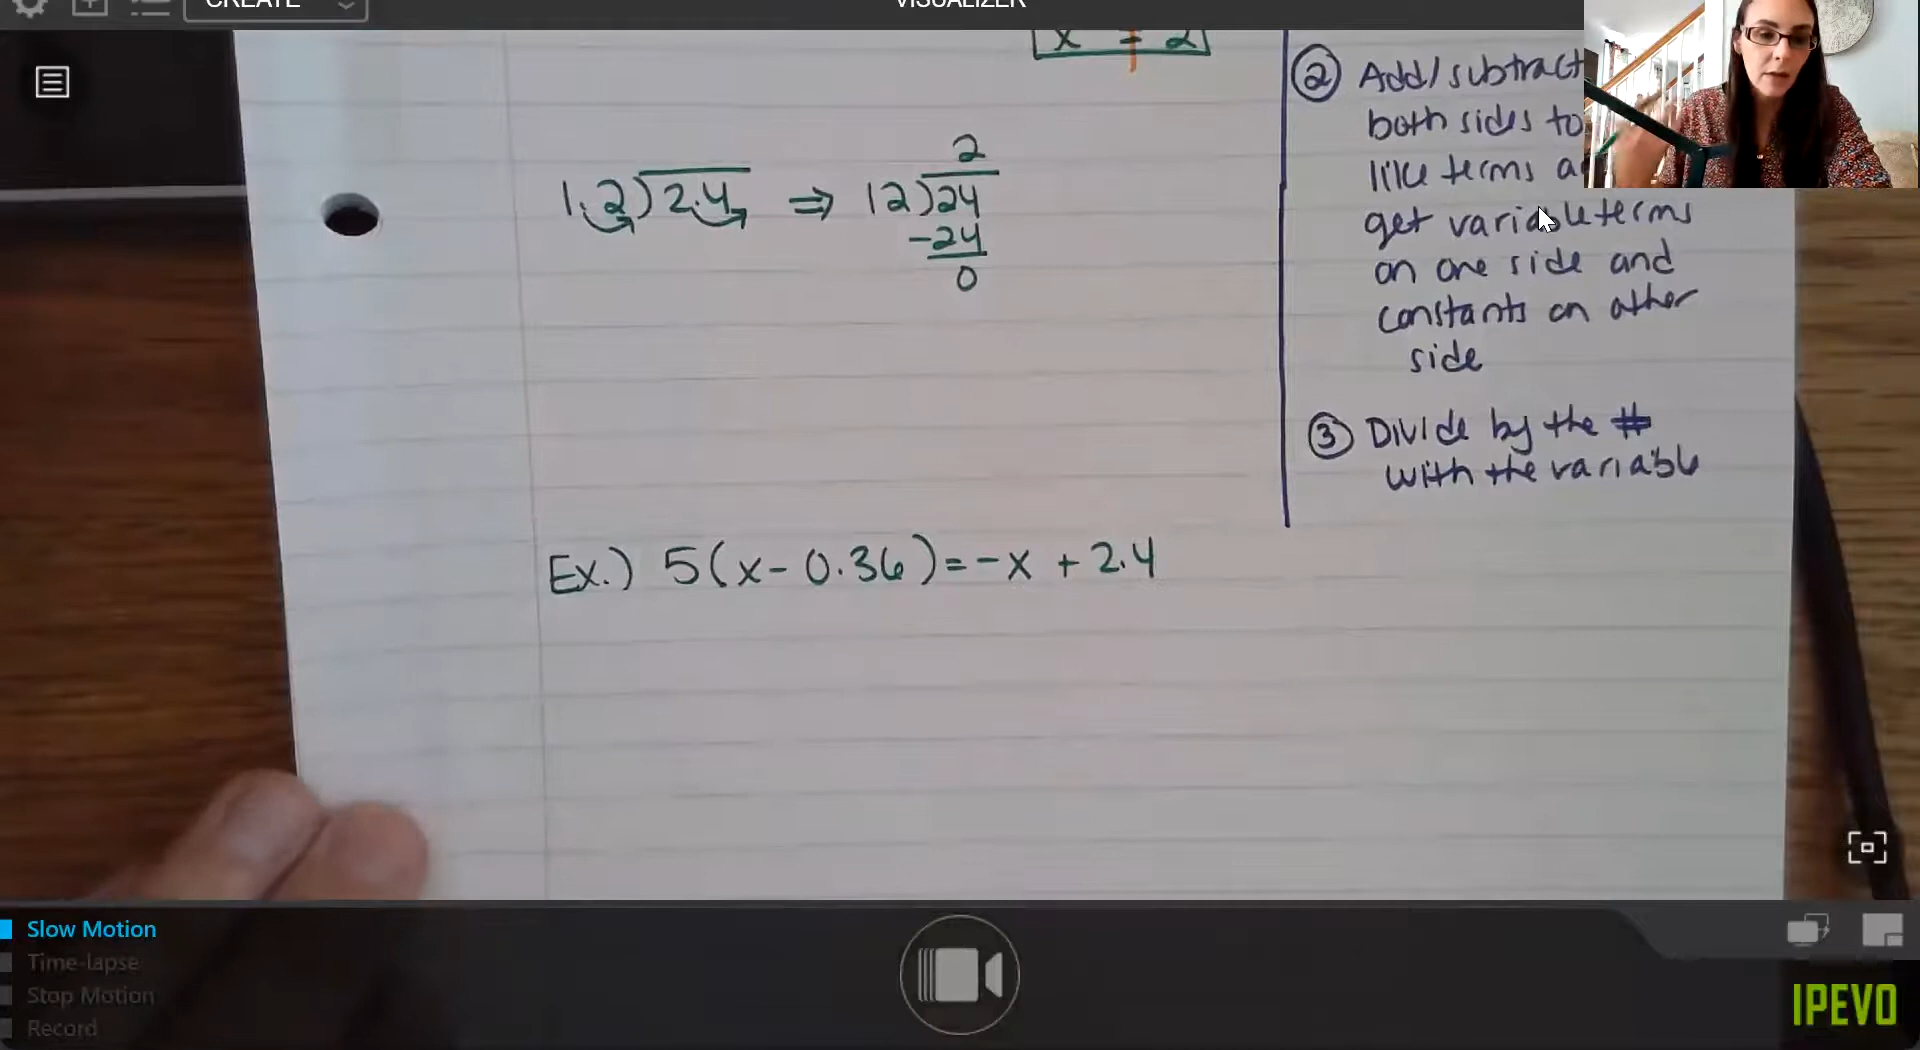 CREATE
VISUALIZER
x = 2
1.2)2.4 ⇒ 12)24
2
-24
0
② Add/subtract
both sides to
like terms
get variable terms
on one side and
constants on other
side
③ Divide by the #
with the variable
Ex.) 5(x - 0.36) = -x + 2.4
Slow Motion
Time-lapse
Stop Motion
Record
IPEVO